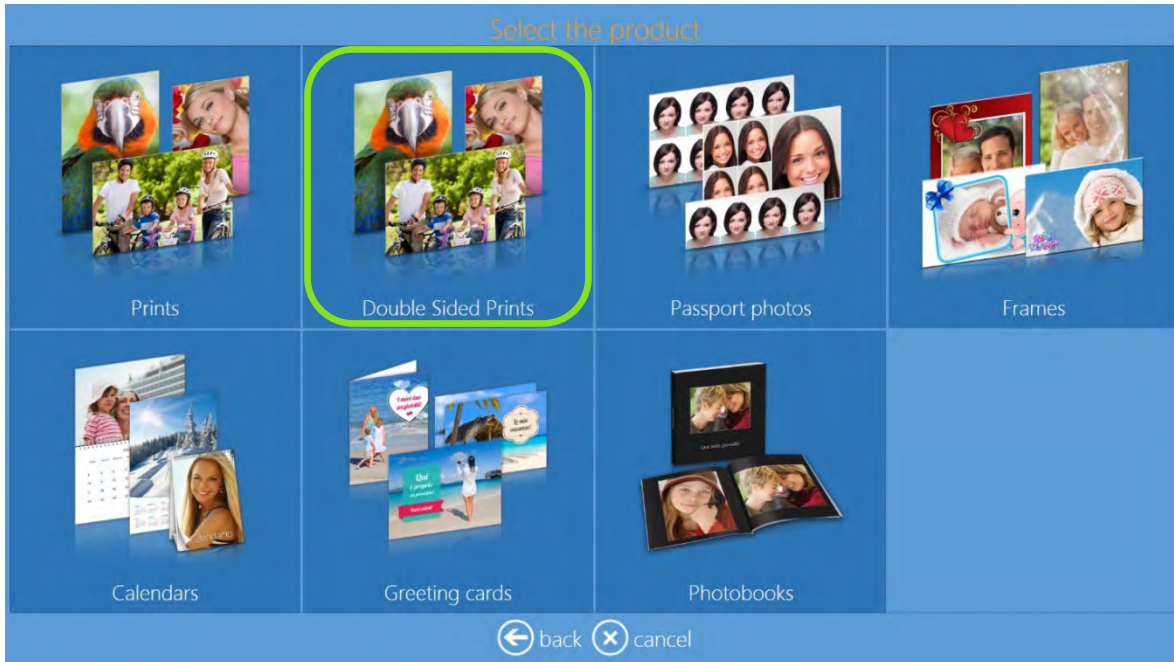 Select the product
Prints
Double Sided Prints
Passport photos
Frames
Calendars
Greeting cards
Photobooks
back
cancel